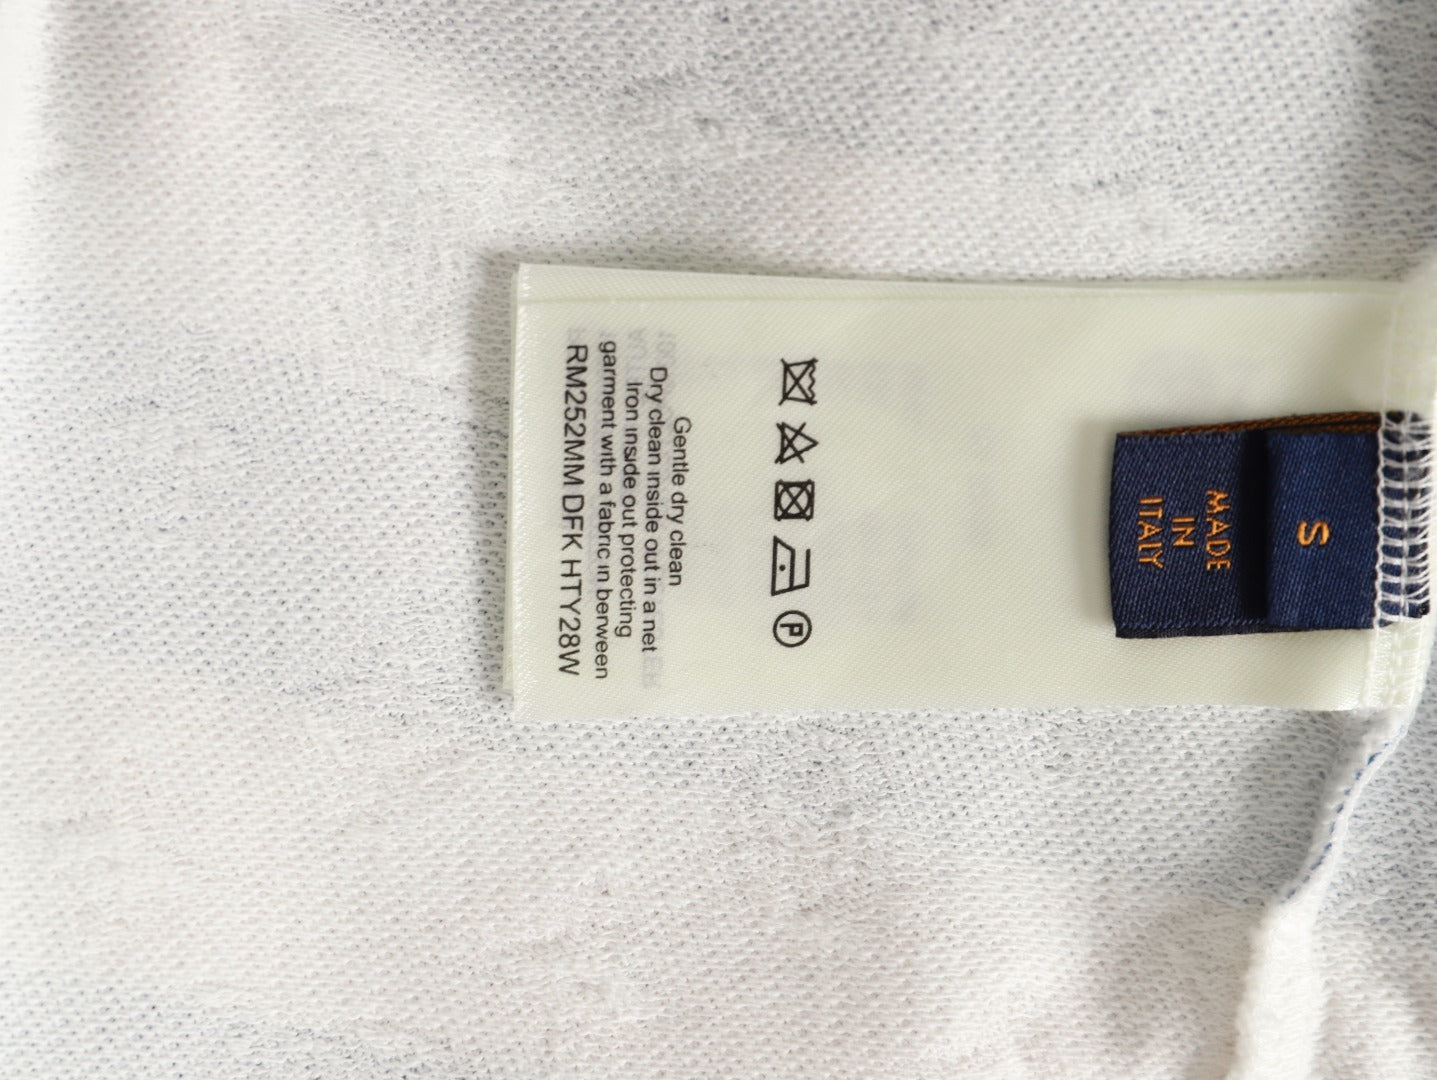 S
MADE
IN
ITALY
P
Gentle dry clean
Dry clean inside out in a net
Iron inside out protecting
garment with a fabric in berween
RM252MM DFK HTY28W